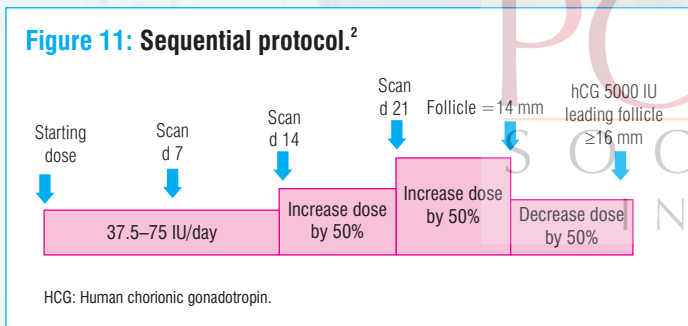 Figure 11: Sequential protocol.²
Starting
dose
Scan
d 7
Scan
d 14
Scan
d 21
Follicle =14 mm
hCG 5000 IU
leading follicle
≥16 mm
37.5–75 IU/day
Increase dose
by 50%
Increase dose
by 50%
Decrease dose
by 50%
HCG: Human chorionic gonadotropin.